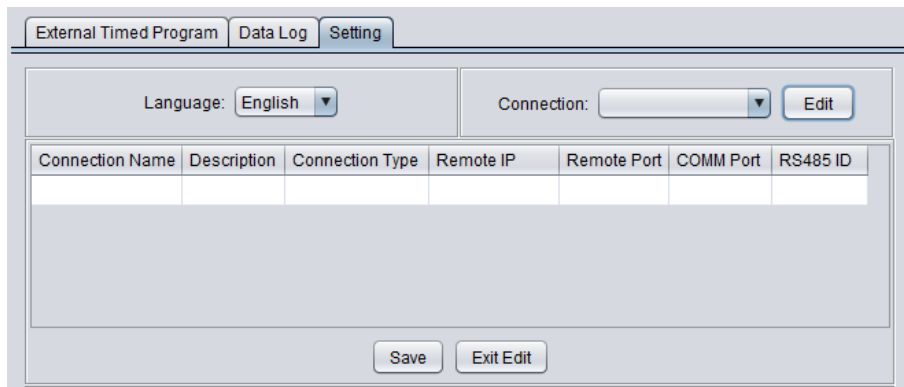 External Timed Program Data Log Setting
Language: English Connection: Edit
Connection Name Description Connection Type Remote IP Remote Port COMM Port RS485 ID
Save Exit Edit